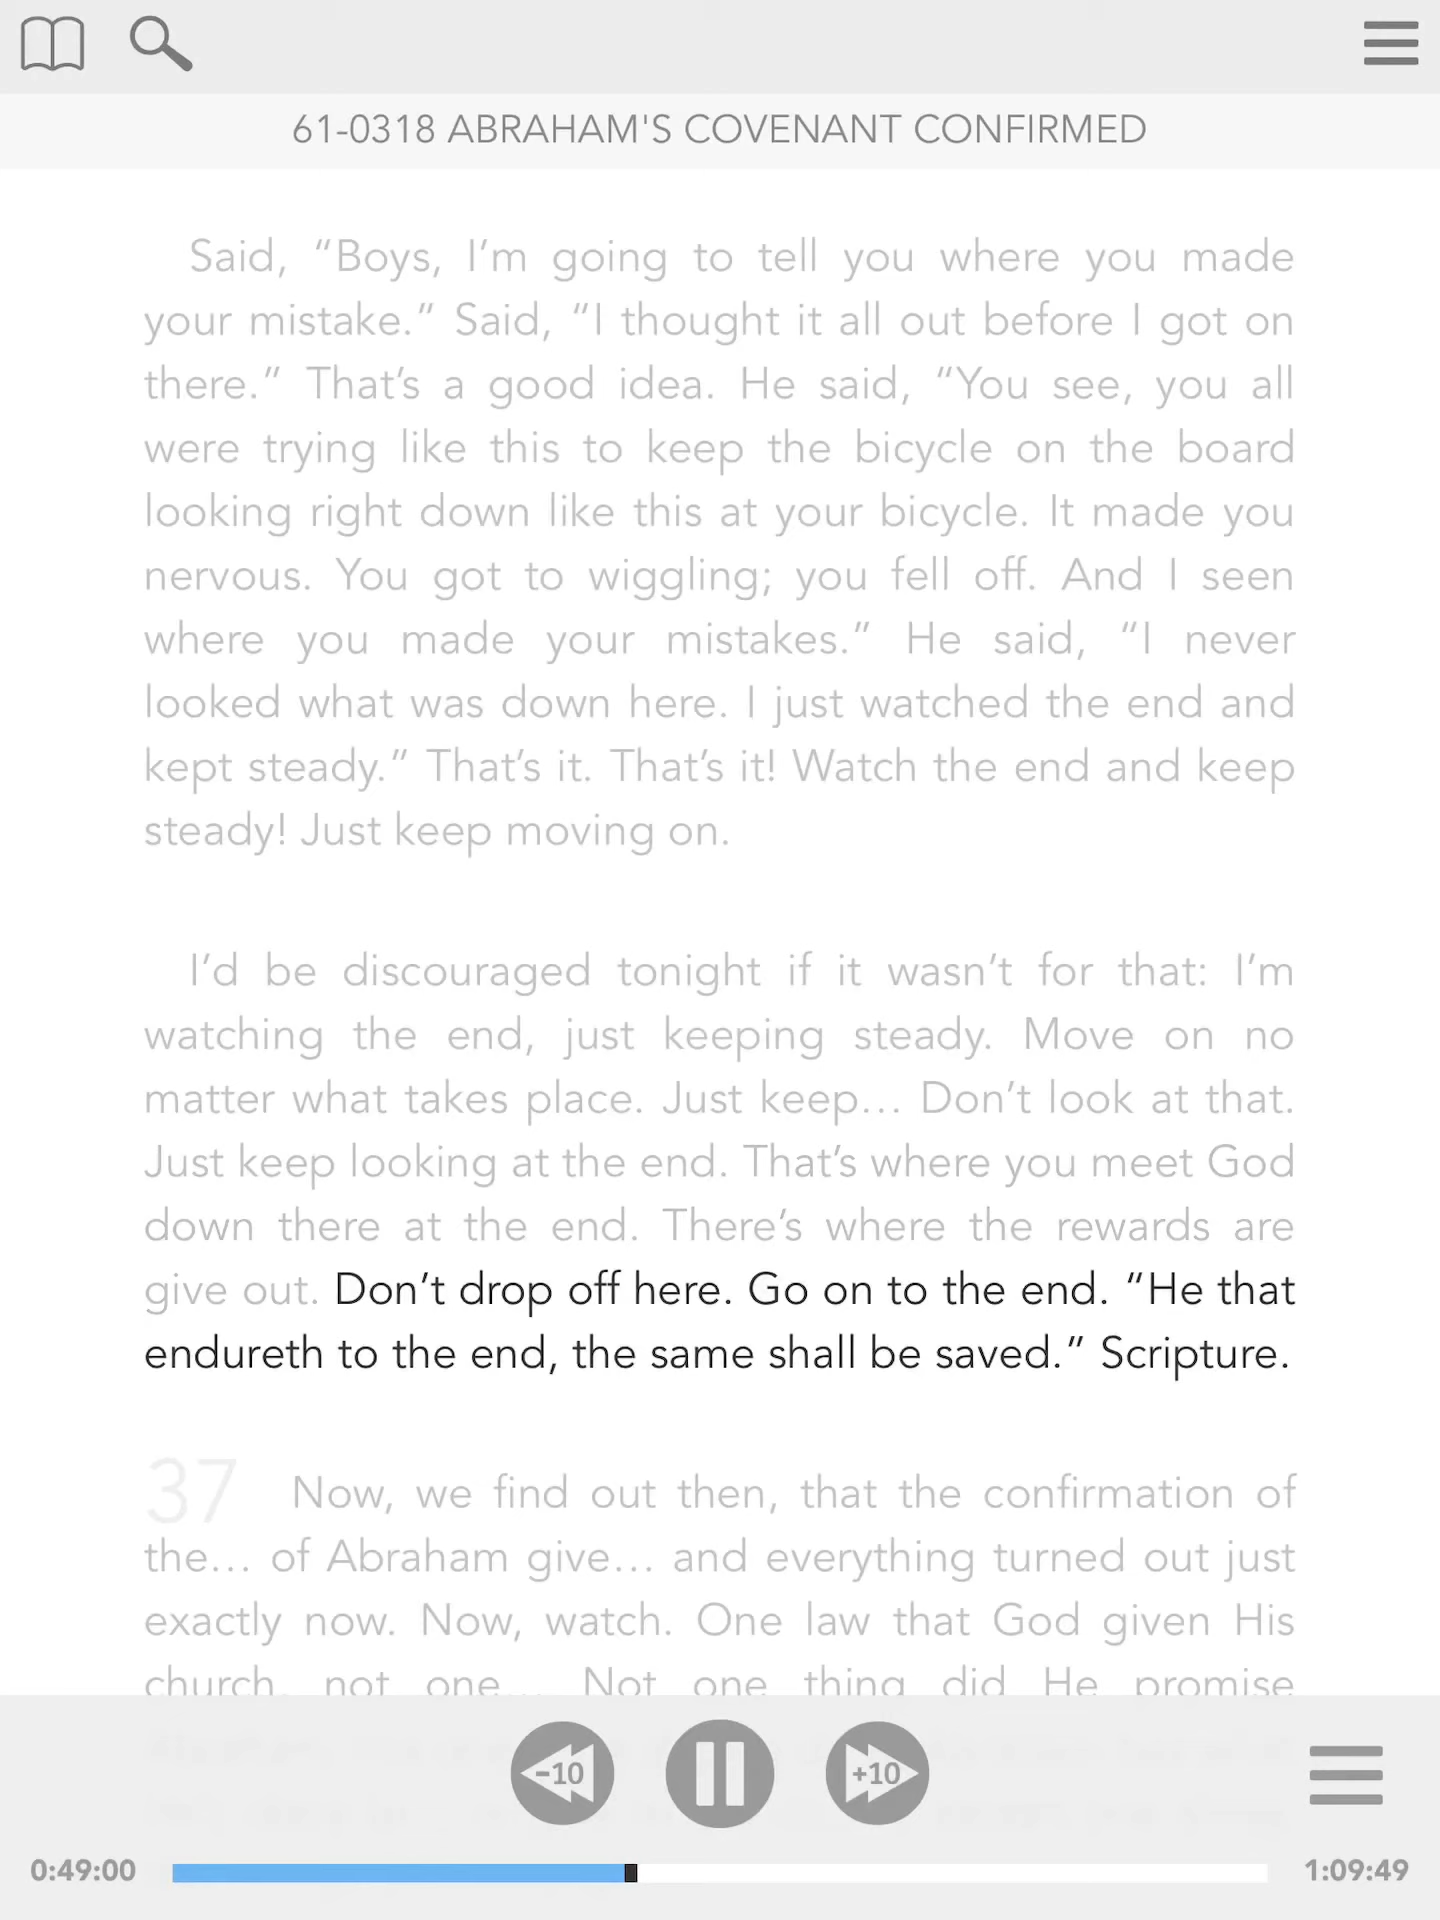 61-0318 ABRAHAM'S COVENANT CONFIRMED
Said, “Boys, I’m going to tell you where you made
your mistake.” Said, “I thought it all out before I got on
there.” That’s a good idea. He said, “You see, you all
were trying like this to keep the bicycle on the board
looking right down like this at your bicycle. It made you
nervous. You got to wiggling; you fell off. And I seen
where you made your mistakes.” He said, “I never
looked what was down here. I just watched the end and
kept steady.” That’s it. That’s it! Watch the end and keep
steady! Just keep moving on.
I’d be discouraged tonight if it wasn’t for that: I’m
watching the end, just keeping steady. Move on no
matter what takes place. Just keep… Don’t look at that.
Just keep looking at the end. That’s where you meet God
down there at the end. There’s where the rewards are
give out. Don’t drop off here. Go on to the end. “He that
endureth to the end, the same shall be saved.” Scripture.
37 Now, we find out then, that the confirmation of
the… of Abraham give… and everything turned out just
exactly now. Now, watch. One law that God given His
church, not one… Not one thing did He promise
-10 +10
0:49:00 1:09:49